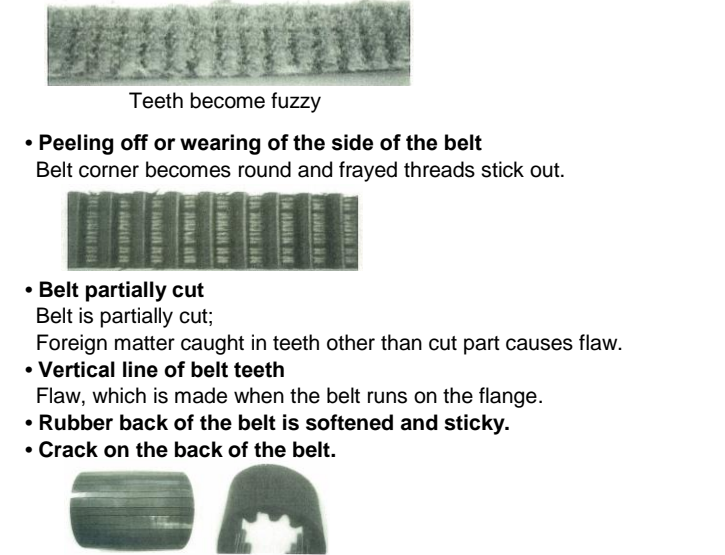 Teeth become fuzzy
• Peeling off or wearing of the side of the belt
Belt corner becomes round and frayed threads stick out.
• Belt partially cut
Belt is partially cut;
Foreign matter caught in teeth other than cut part causes flaw.
• Vertical line of belt teeth
Flaw, which is made when the belt runs on the flange.
• Rubber back of the belt is softened and sticky.
• Crack on the back of the belt.